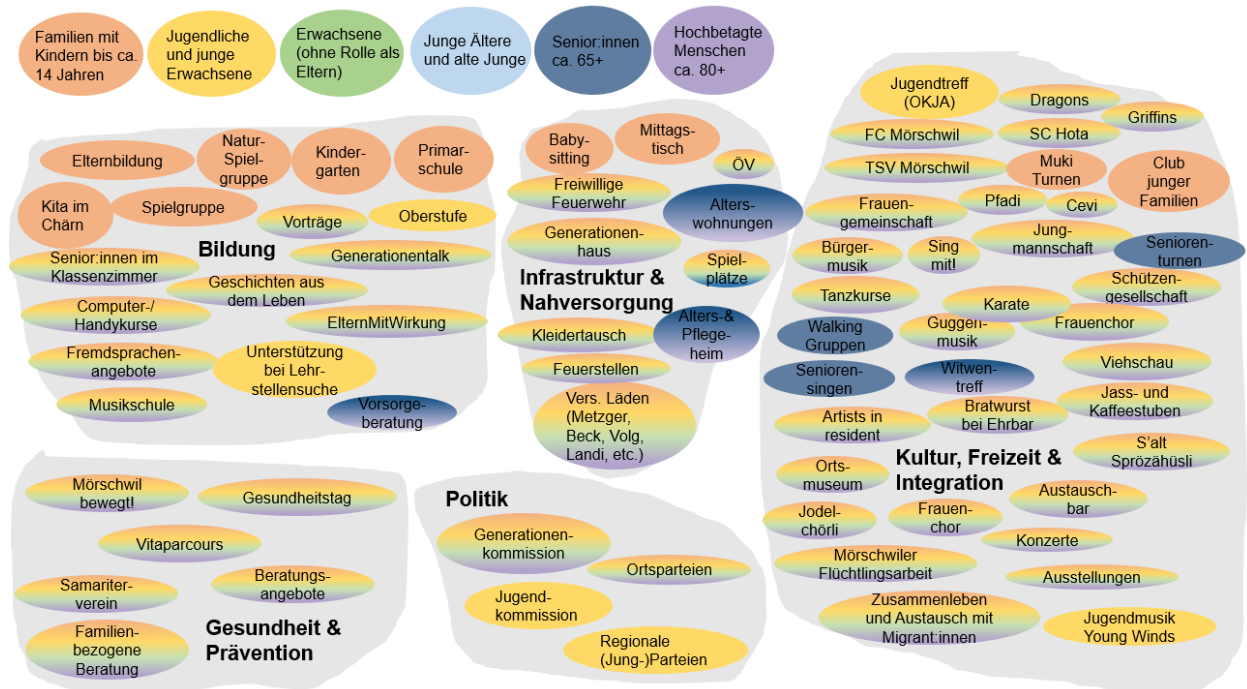 Familien mit
Kindern bis ca.
14 Jahren
Jugendliche
und junge
Erwachsene
Erwachsene
(ohne Rolle als
Eltern)
Junge Ältere
und alte Junge
Senior:innen
ca. 65+
Hochbetagte
Menschen
ca. 80+
Elternbildung
Natur-
Spiel-
gruppe
Kinder-
garten
Primar-
schule
Kita im
Chärn
Spielgruppe
Vorträge
Oberstufe
Bildung
Senior:innen im
Klassenzimmer
Generationentalk
Geschichten aus
dem Leben
Computer-/
Handykurse
ElternMitWirkung
Fremdsprachen-
angebote
Unterstützung
bei Lehr-
stellensuche
Musikschule
Vorsorge-
beratung
Baby-
sitting
Mittags-
tisch
ÖV
Freiwillige
Feuerwehr
Alters-
wohnungen
Generationen-
haus
Infrastruktur &
Nahversorgung
Spiel-
plätze
Kleidertausch
Alters-&
Pflege-
heim
Feuerstellen
Vers. Läden
(Metzger,
Beck, Volg,
Landi, etc.)
Jugendtreff
(OKJA)
Dragons
Griffins
FC Mörschwil
SC Hota
TSV Mörschwil
Muki
Turnen
Club
junger
Familien
Frauen-
gemeinschaft
Pfadi
Cevi
Bürger-
musik
Sing
mit!
Jung-
mannschaft
Senioren-
turnen
Tanzkurse
Karate
Schützen-
gesellschaft
Walking
Gruppen
Guggen-
musik
Frauenchor
Senioren-
singen
Witwen-
treff
Viehschau
Artists in
resident
Bratwurst
bei Ehrbar
Jass- und
Kaffeestuben
Kultur, Freizeit &
Integration
S'alt
Sprözähüsli
Orts-
museum
Austausch-
bar
Jodel-
chörli
Frauen-
chor
Konzerte
Mörschwiler
Flüchtlingsarbeit
Ausstellungen
Zusammenleben
und Austausch mit
Migrant:innen
Jugendmusik
Young Winds
Mörschwil
bewegt!
Gesundheitstag
Vitaparcours
Samariter-
verein
Beratungs-
angebote
Familien-
bezogene
Beratung
Gesundheit &
Prävention
Politik
Generationen-
kommission
Ortsparteien
Jugend-
kommission
Regionale
(Jung-)Parteien